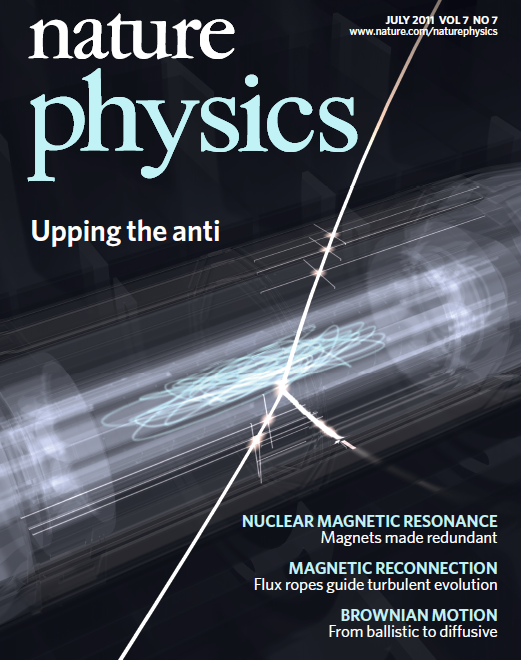 nature
physics
JULY 2011 VOL 7 NO 7
www.nature.com/naturephysics
Upping the anti
NUCLEAR MAGNETIC RESONANCE
Magnets made redundant
MAGNETIC RECONNECTION
Flux ropes guide turbulent evolution
BROWNIAN MOTION
From ballistic to diffusive